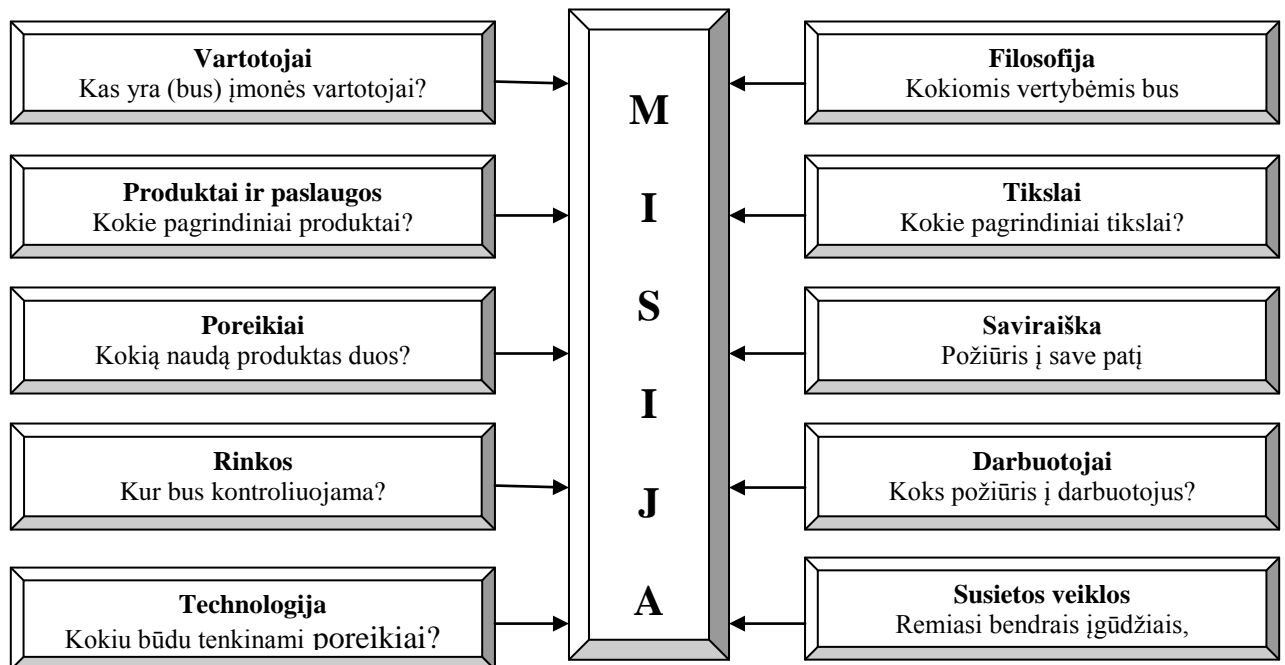 Vartotojai
Kas yra (bus) įmonės vartotojai?
Produktai ir paslaugos
Kokie pagrindiniai produktai?
Poreikiai
Kokią naudą produktas duos?
Rinkos
Kur bus kontroliuojama?
Technologija
Kokiu būdu tenkinami poreikiai?
M
I
S
I
J
A
Filosofija
Kokiomis vertybėmis bus
Tikslai
Kokie pagrindiniai tikslai?
Saviraiška
Požiūris į save patį
Darbuotojai
Koks požiūris į darbuotojus?
Susietos veiklos
Remiasi bendrais įgūdžiais,